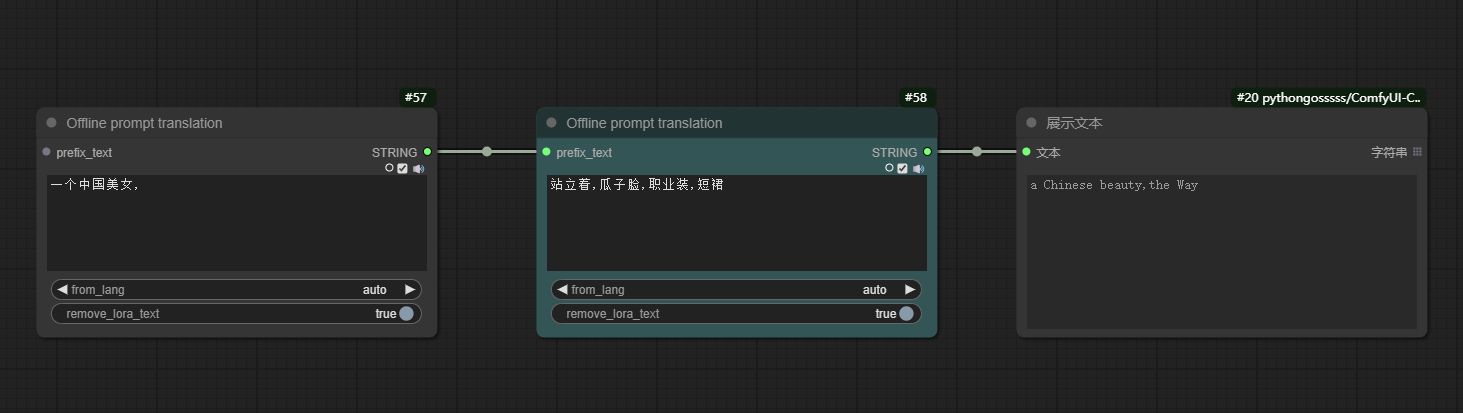 #57
Offline prompt translation
prefix_text
STRING
一个中国美女,
from_lang
auto
remove_lora_text
true
#58
Offline prompt translation
prefix_text
STRING
站立着,瓜子脸,职业装,短裙
from_lang
auto
remove_lora_text
true
#20 pythongosssss/ComfyUI-C..
展示文本
文本
字符串
a Chinese beauty,the Way